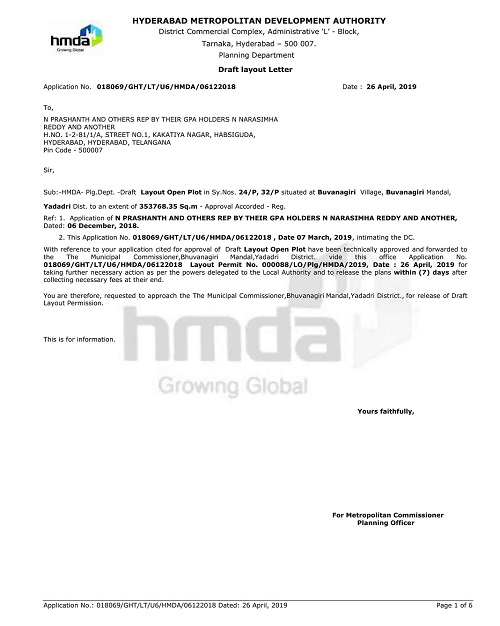 HYDERABAD METROPOLITAN DEVELOPMENT AUTHORITY
District Commercial Complex, Administrative 'L' - Block,
Tarnaka, Hyderabad – 500 007.
Planning Department
hmda
Growing Global
Draft layout Letter
Application No. 018069/GHT/LT/U6/HMDA/06122018 Date : 26 April, 2019
To,
N PRASHANTH AND OTHERS REP BY THEIR GPA HOLDERS N NARASIMHA
REDDY AND ANOTHER
H.NO. 1-2-81/1/A, STREET NO.1, KAKATIYA NAGAR, HABSIGUDA,
HYDERABAD, HYDERABAD, TELANGANA
Pin Code - 500007
Sir,
Sub:-HMDA- Plg.Dept. -Draft Layout Open Plot in Sy.Nos. 24/P, 32/P situated at Buvanagiri Village, Buvanagiri Mandal,
Yadadri Dist. to an extent of 353768.35 Sq.m - Approval Accorded - Reg.
Ref: 1. Application of N PRASHANTH AND OTHERS REP BY THEIR GPA HOLDERS N NARASIMHA REDDY AND ANOTHER,
Dated: 06 December, 2018.
2. This Application No. 018069/GHT/LT/U6/HMDA/06122018 , Date 07 March, 2019, intimating the DC.
With reference to your application cited for approval of Draft Layout Open Plot have been technically approved and forwarded to
the The Municipal Commissioner,Bhuvanagiri Mandal,Yadadri District. vide this office Application No.
018069/GHT/LT/U6/HMDA/06122018 Layout Permit No. 000088/LO/Plg/HMDA/2019, Date : 26 April, 2019 for
taking further necessary action as per the powers delegated to the Local Authority and to release the plans within (7) days after
collecting necessary fees at their end.
You are therefore, requested to approach the The Municipal Commissioner,Bhuvanagiri Mandal,Yadadri District., for release of Draft
Layout Permission.
hmda
This is for information.
Growing Global
Yours faithfully,
For Metropolitan Commissioner
Planning Officer
Application No.: 018069/GHT/LT/U6/HMDA/06122018 Dated: 26 April, 2019 Page 1 of 6